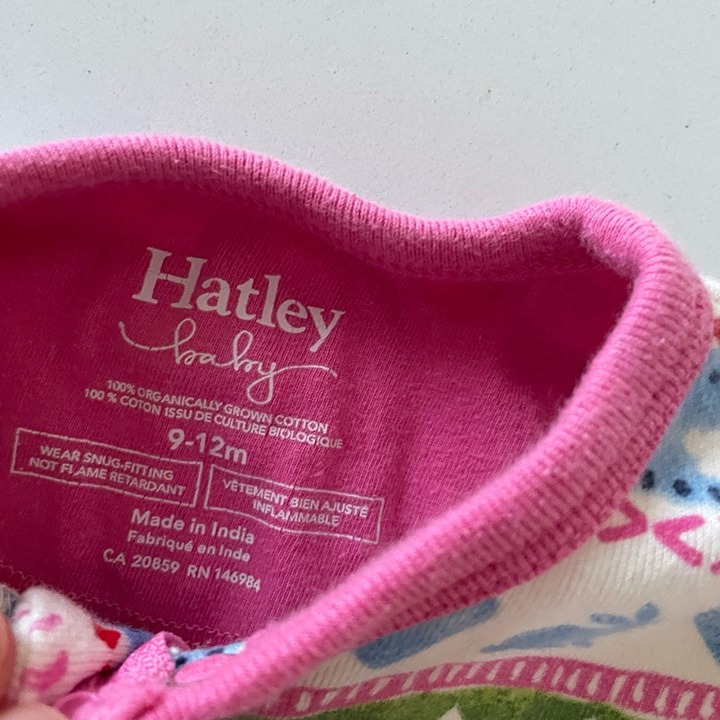 Hatley
baby
100% ORGANICALLY GROWN COTTON
100 % COTON ISSU DE CULTURE BIOLOGIQUE
9-12m
WEAR SNUG-FITTING
NOT FLAME RETARDANT
VÊTEMENT BIEN AJUSTÉ
INFLAMMABLE
Made in India
Fabriqué en Inde
CA 20859 RN 146984